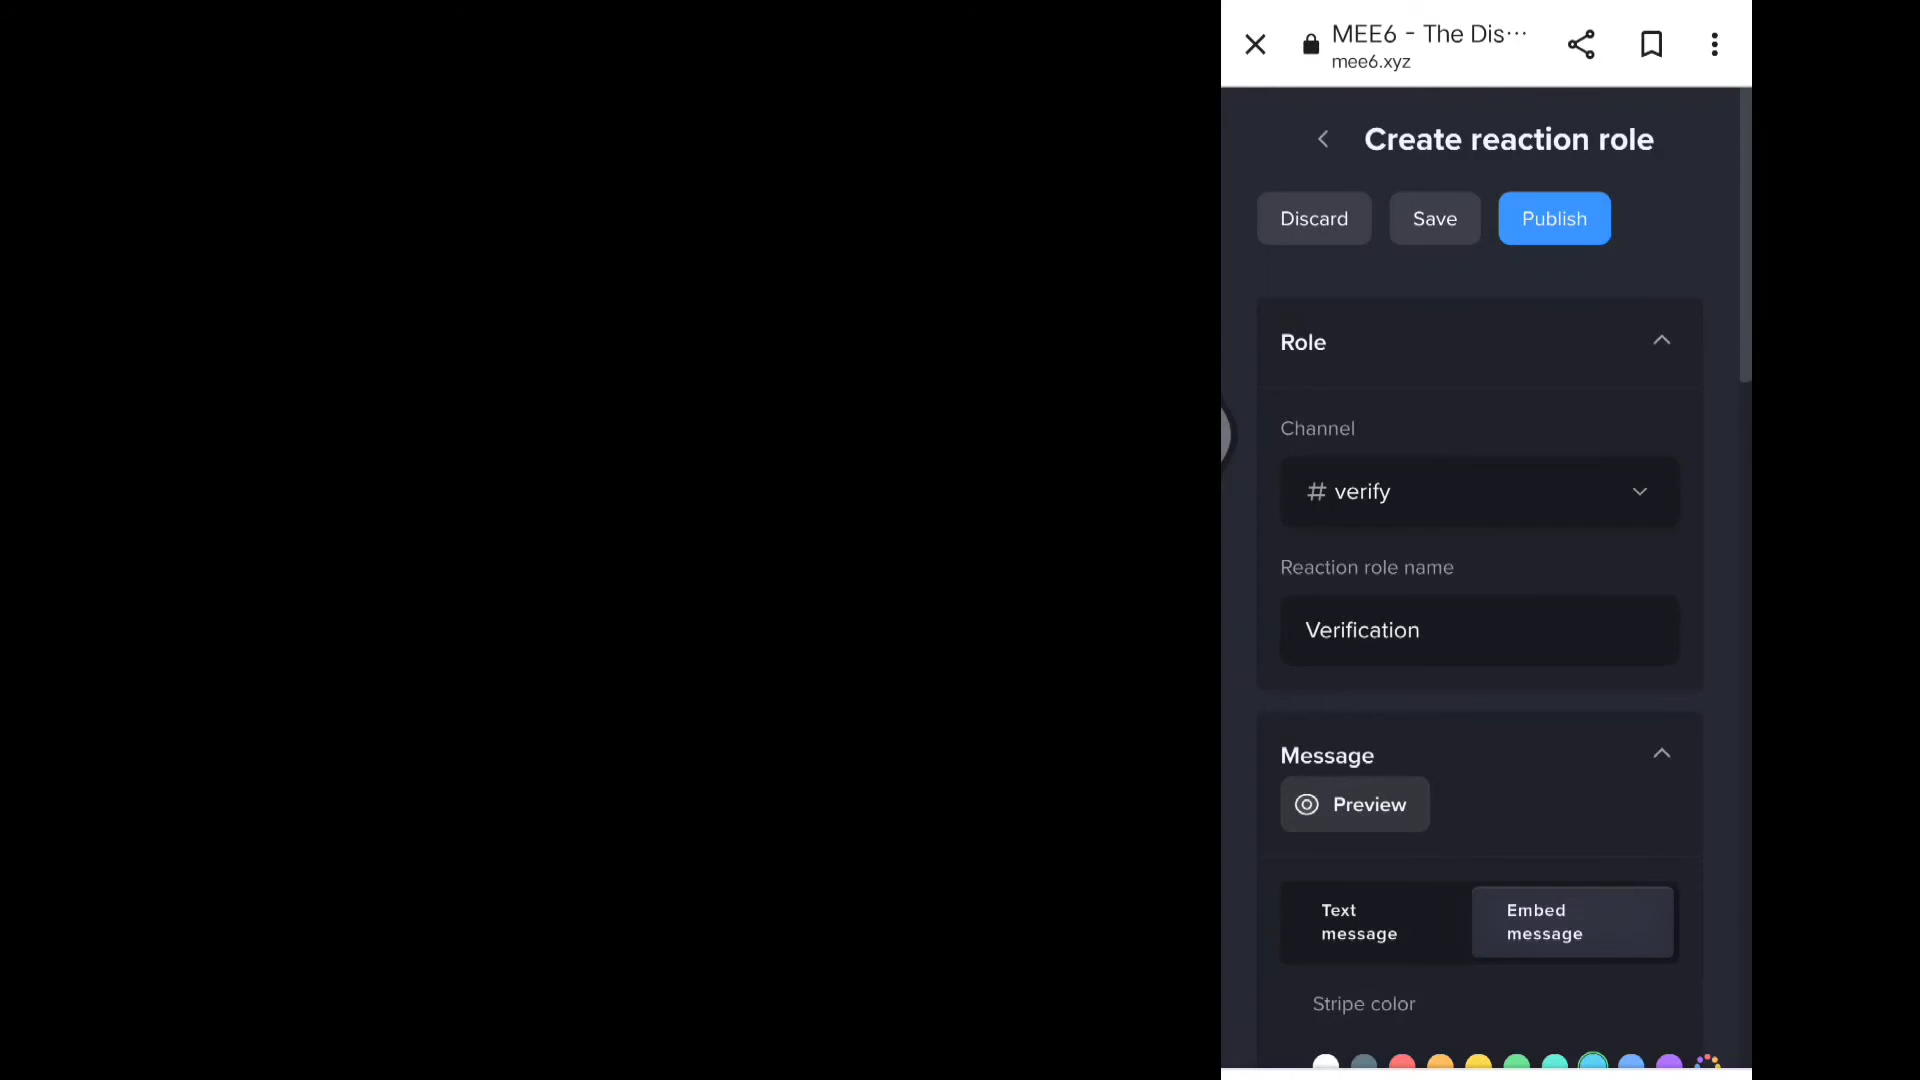 MEE6 - The Dis···
mee6.xyz
Create reaction role
Discard Save Publish
Role
Channel
# verify
Reaction role name
Verification
Message
Preview
Text
message
Embed
message
Stripe color